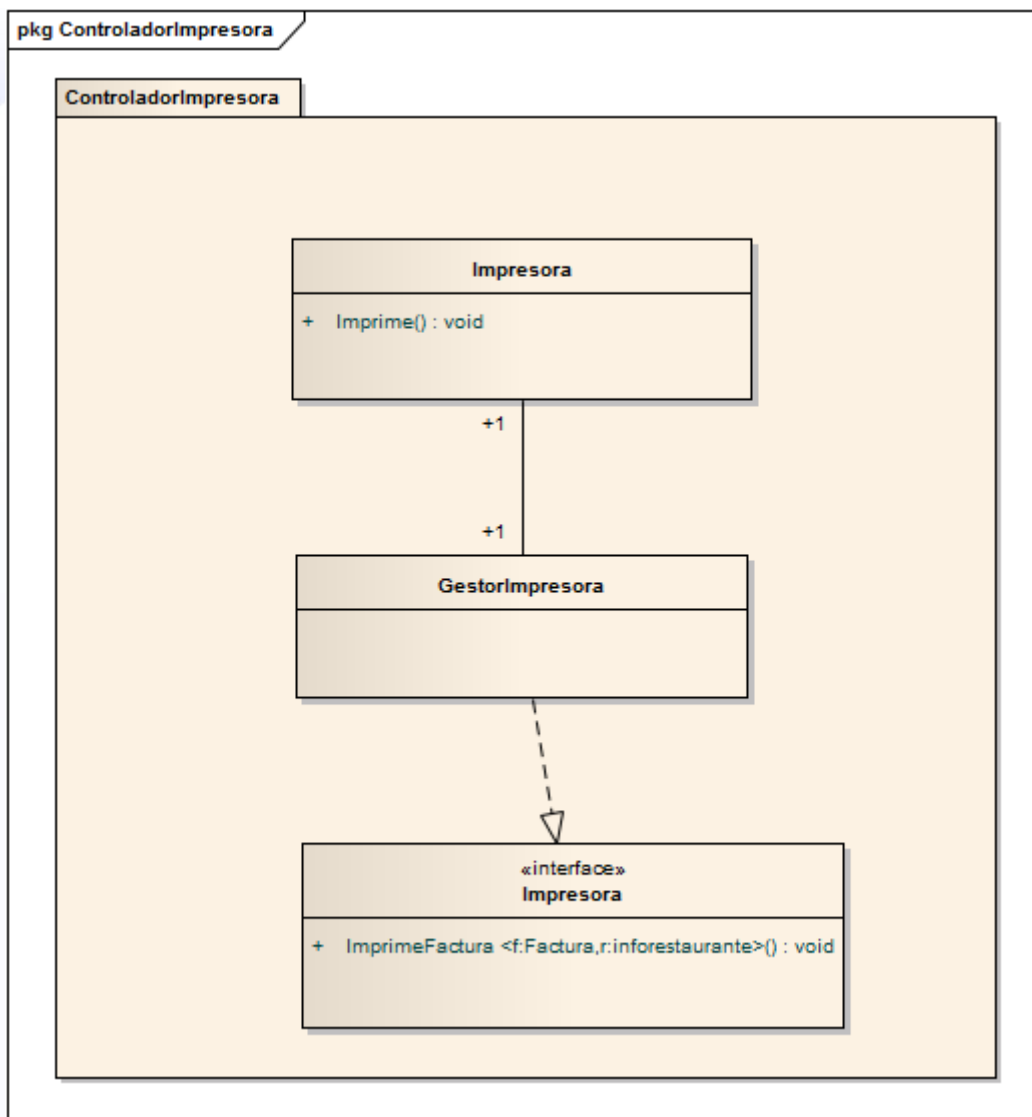 pkg ControladorImpresora
ControladorImpresora
Impresora
+ Imprime() : void
+1
+1
GestorImpresora
«interface»
Impresora
+ ImprimeFactura <f:Factura,r:inforestaurante>() : void